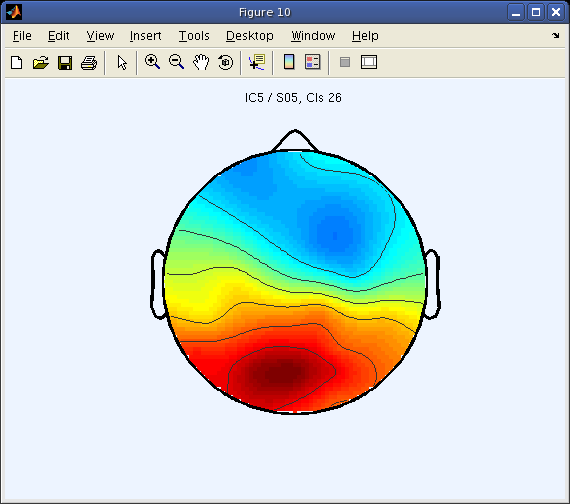 Figure 10
File Edit View Insert Tools Desktop Window Help
IC5 / S05, Cls 26